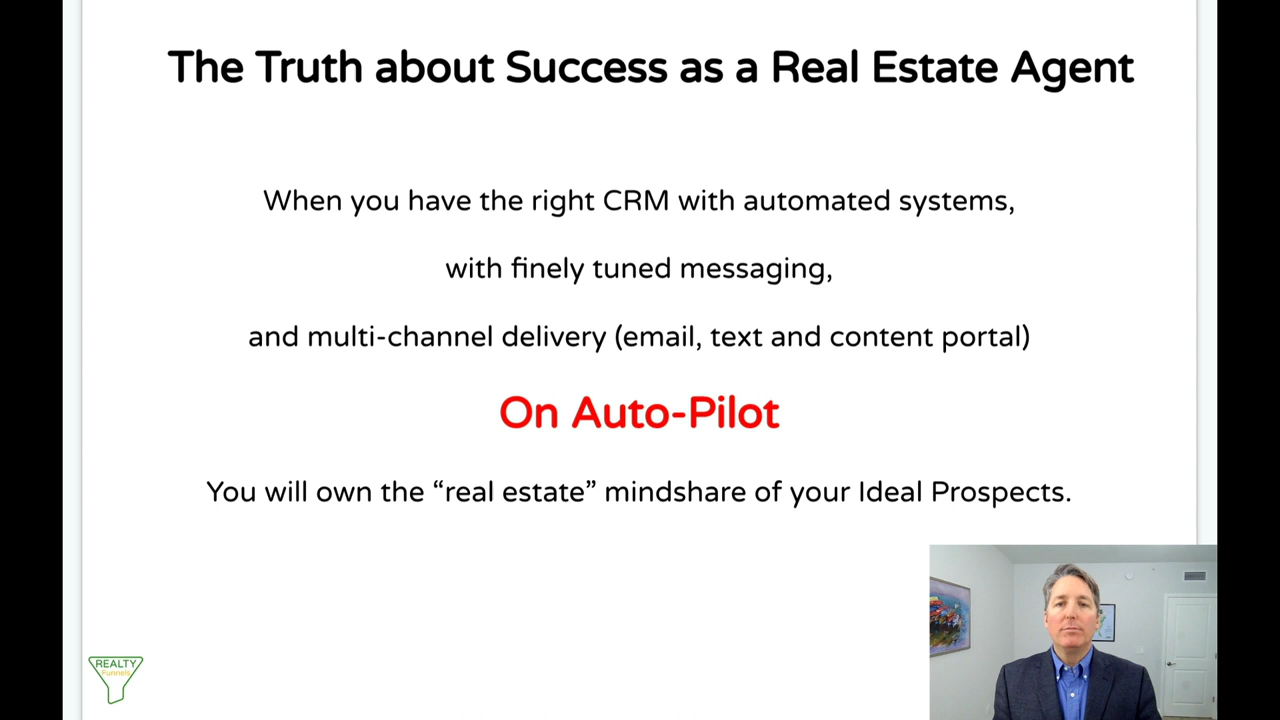 The Truth about Success as a Real Estate Agent
When you have the right CRM with automated systems,
with finely tuned messaging,
and multi-channel delivery (email, text and content portal)
On Auto-Pilot
You will own the “real estate” mindshare of your Ideal Prospects.
REALTY
Funnels